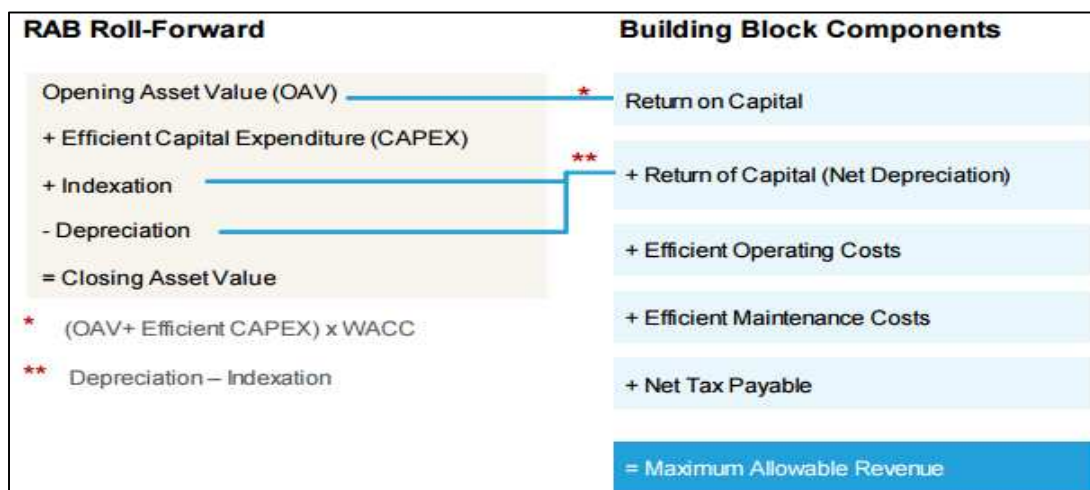 RAB Roll-Forward
Opening Asset Value (OAV)
+ Efficient Capital Expenditure (CAPEX)
+ Indexation
- Depreciation
= Closing Asset Value
* (OAV+ Efficient CAPEX) x WACC
** Depreciation – Indexation
Building Block Components
* Return on Capital
** + Return of Capital (Net Depreciation)
+ Efficient Operating Costs
+ Efficient Maintenance Costs
+ Net Tax Payable
= Maximum Allowable Revenue